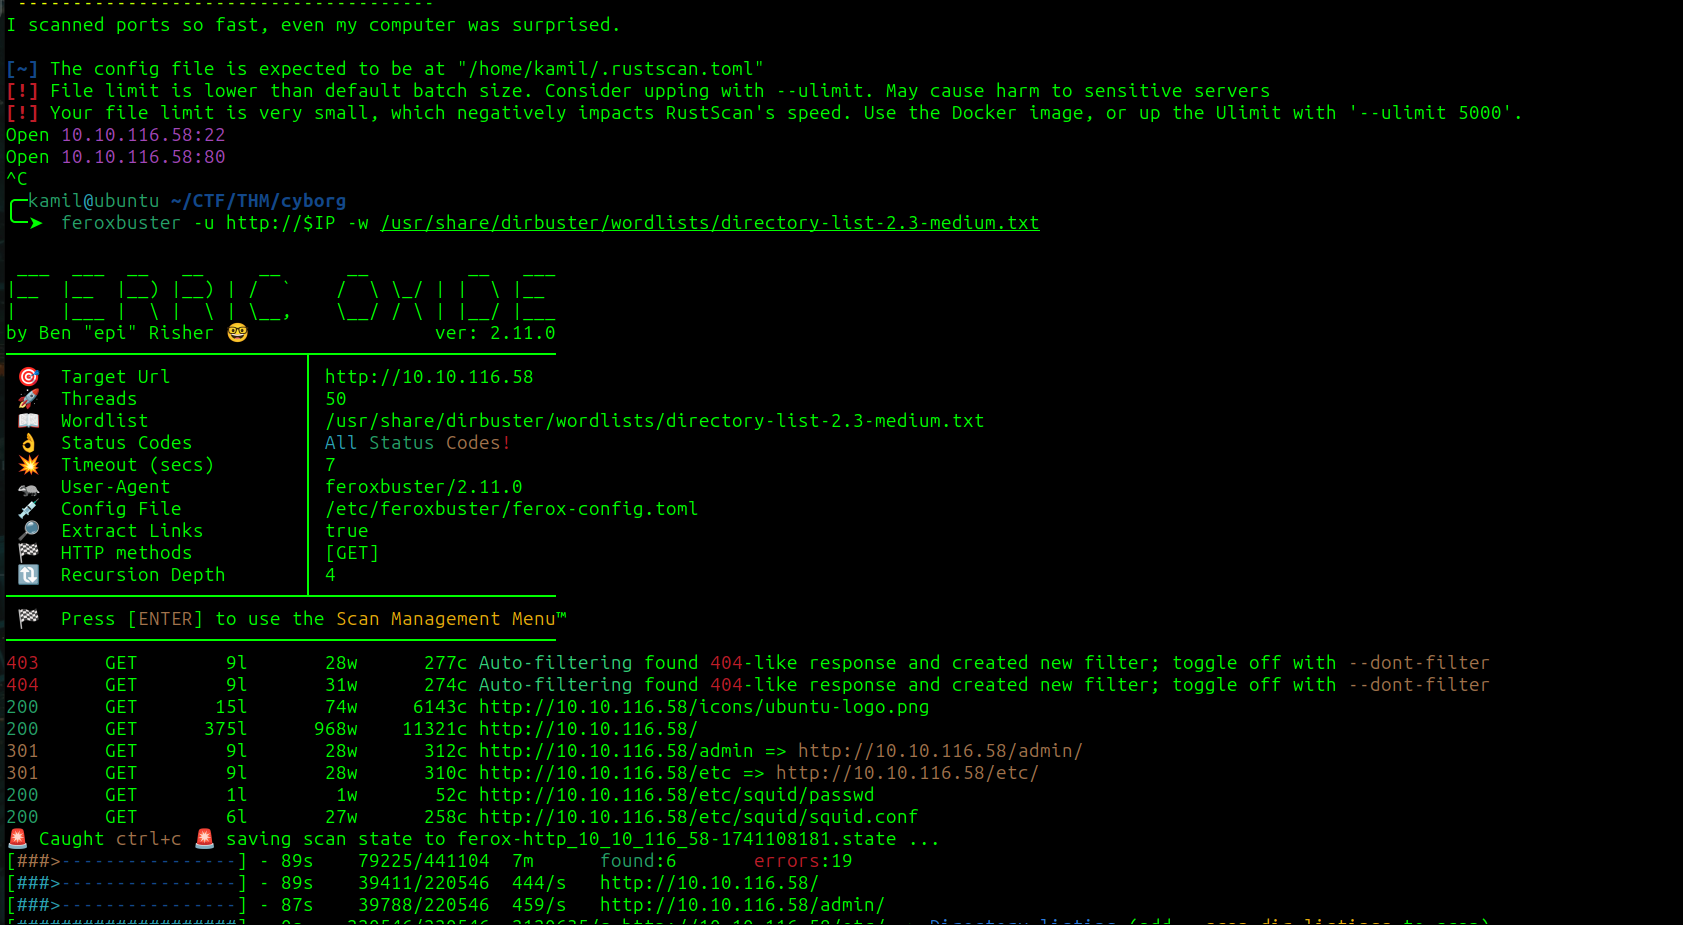 -------------------------------------
I scanned ports so fast, even my computer was surprised.
[~] The config file is expected to be at "/home/kamil/.rustscan.toml"
[!] File limit is lower than default batch size. Consider upping with --ulimit. May cause harm to sensitive servers
[!] Your file limit is very small, which negatively impacts RustScan's speed. Use the Docker image, or up the Ulimit with '--ulimit 5000'.
Open 10.10.116.58:22
Open 10.10.116.58:80
^C
kamil@ubuntu ~/CTF/THM/cyborg
feroxbuster -u http://$IP -w /usr/share/dirbuster/wordlists/directory-list-2.3-medium.txt
FERRIC OXIDE
by Ben "epi" Risher 🤓 ver: 2.11.0
🎯 Target Url │ http://10.10.116.58
🚀 Threads │ 50
📖 Wordlist │ /usr/share/dirbuster/wordlists/directory-list-2.3-medium.txt
👌 Status Codes │ All Status Codes!
💥 Timeout (secs) │ 7
🦡 User-Agent │ feroxbuster/2.11.0
💉 Config File │ /etc/feroxbuster/ferox-config.toml
🔎 Extract Links │ true
🏁 HTTP methods │ [GET]
🔃 Recursion Depth │ 4
🏁 Press [ENTER] to use the Scan Management Menu™
403 GET 9l 28w 277c Auto-filtering found 404-like response and created new filter; toggle off with --dont-filter
404 GET 9l 31w 274c Auto-filtering found 404-like response and created new filter; toggle off with --dont-filter
200 GET 15l 74w 6143c http://10.10.116.58/icons/ubuntu-logo.png
200 GET 375l 968w 11321c http://10.10.116.58/
301 GET 9l 28w 312c http://10.10.116.58/admin => http://10.10.116.58/admin/
301 GET 9l 28w 310c http://10.10.116.58/etc => http://10.10.116.58/etc/
200 GET 1l 1w 52c http://10.10.116.58/etc/squid/passwd
200 GET 6l 27w 258c http://10.10.116.58/etc/squid/squid.conf
🚨 Caught ctrl+c 🚨 saving scan state to ferox-http_10_10_116_58-1741108181.state ...
[###>----------------] - 89s 79225/441104 7m found:6 errors:19
[###>----------------] - 89s 39411/220546 444/s http://10.10.116.58/
[###>----------------] - 87s 39788/220546 459/s http://10.10.116.58/admin/